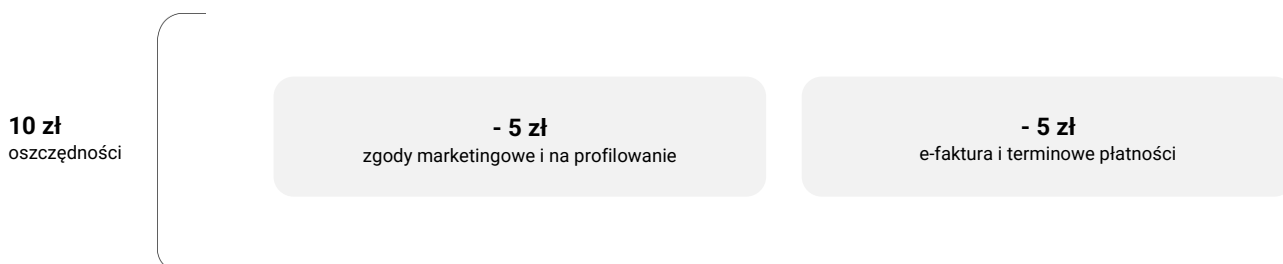 10 zł
oszczędności
- 5 zł
zgody marketingowe i na profilowanie
- 5 zł
e-faktura i terminowe płatności